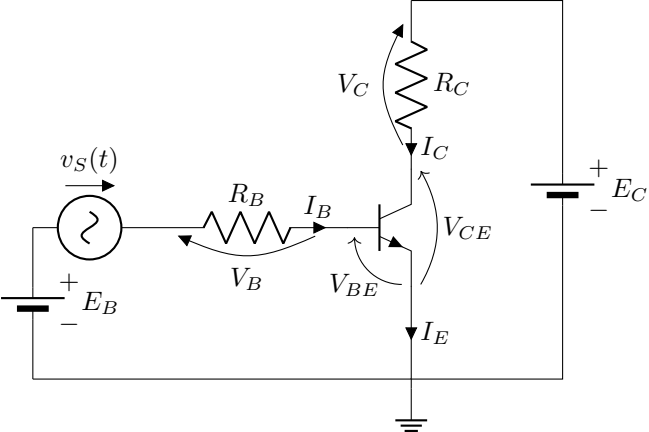 V_C
R_C
I_C
v_S(t)
R_B
I_B
+
E_C
−
V_CE
V_B
V_BE
+
E_B
−
I_E